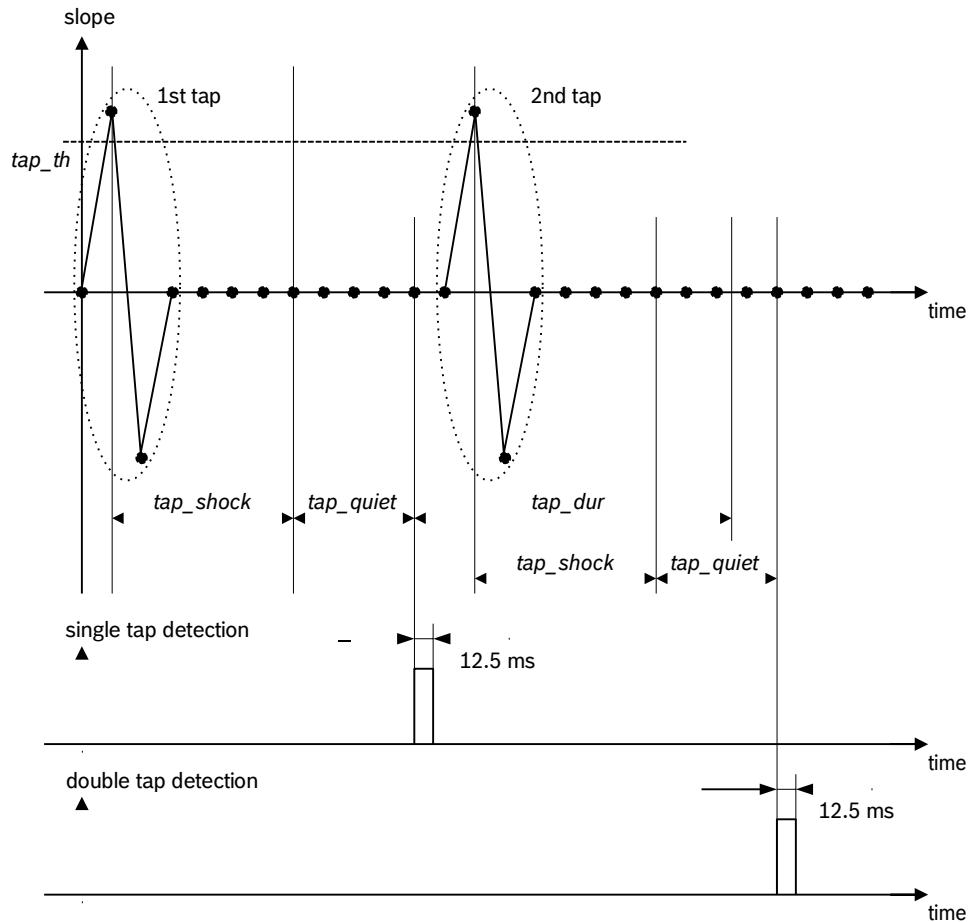 slope
1st tap
2nd tap
tap_th
time
tap_shock
tap_quiet
tap_dur
tap_shock
tap_quiet
single tap detection
12.5 ms
time
double tap detection
12.5 ms
time